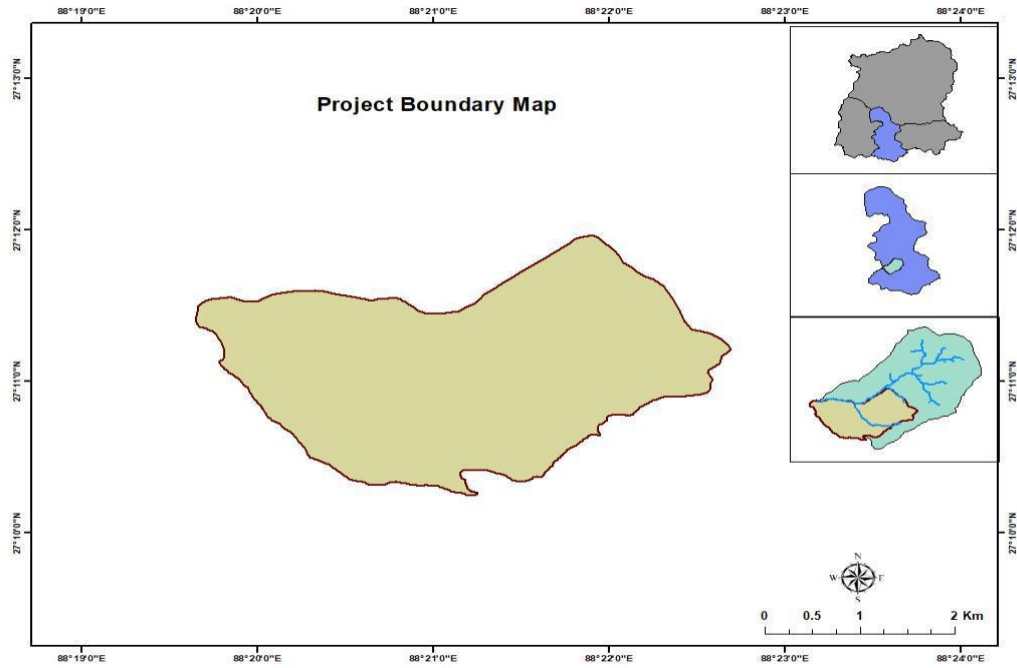 88°19'0"E 88°20'0"E 88°21'0"E 88°22'0"E 88°23'0"E 88°24'0"E
27°13'0"N 27°13'0"N
Project Boundary Map
27°12'0"N 27°12'0"N
27°11'0"N 27°11'0"N
27°10'0"N 27°10'0"N
N
W E
S
0 0.5 1 2 Km
88°19'0"E 88°20'0"E 88°21'0"E 88°22'0"E 88°23'0"E 88°24'0"E